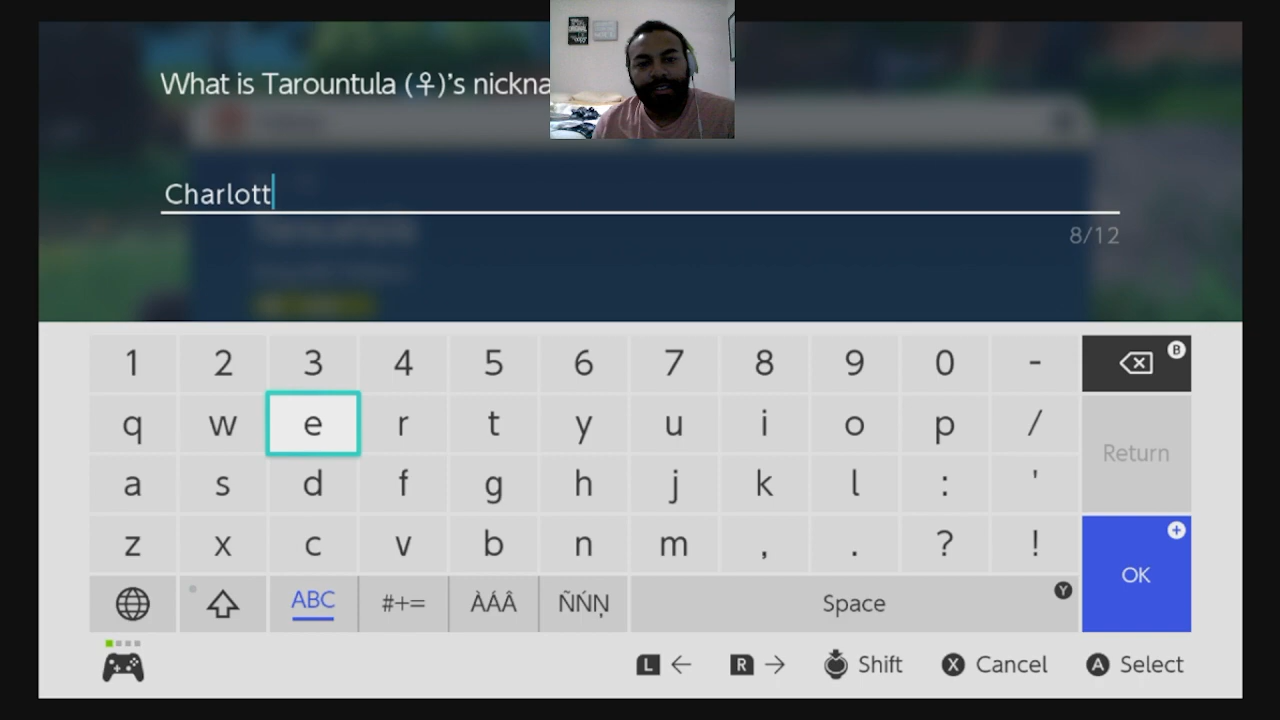 What is Tarountula (♀)'s nickna
Charlott
8/12
1 2 3 4 5 6 7 8 9 0 -
q w e r t y u i o p /
Return
a s d f g h j k l : '
z x c v b n m , . ? !
OK
ABC #+= ÀÁÂ ÑŃŅ Space
L ← R → Shift X Cancel A Select
B
+
Y